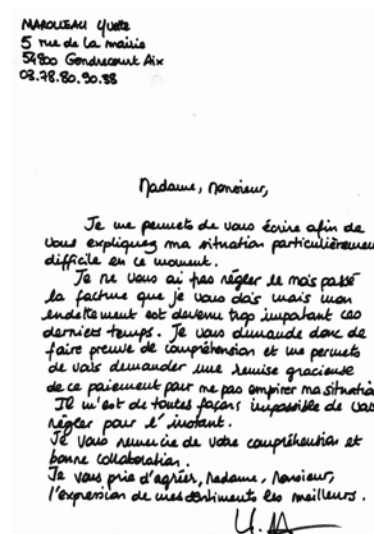 MAROLLEAU Yvette
5 rue de la mairie
54800 Gondrecourt Aix
03.78.80.90.88
Madame, Monsieur,
Je me permets de vous écrire afin de
vous expliquez ma situation particulièrement
difficile en ce moment.
Je ne vous ai pas régler le mois passé
la facture que je vous dois mais mon
endettement est devenu trop important ces
derniers temps. Je vous demande donc de
faire preuve de compréhension et me permets
de vous demander une remise gracieuse
de ce paiement pour ne pas empirer ma situation
Il m'est de toutes façons impossible de vous
régler pour l'instant.
Je vous remercie de votre compréhension et
bonne collaboration.
Je vous prie d'agréer, Madame, Monsieur,
l'expression de mes sentiments les meilleurs.